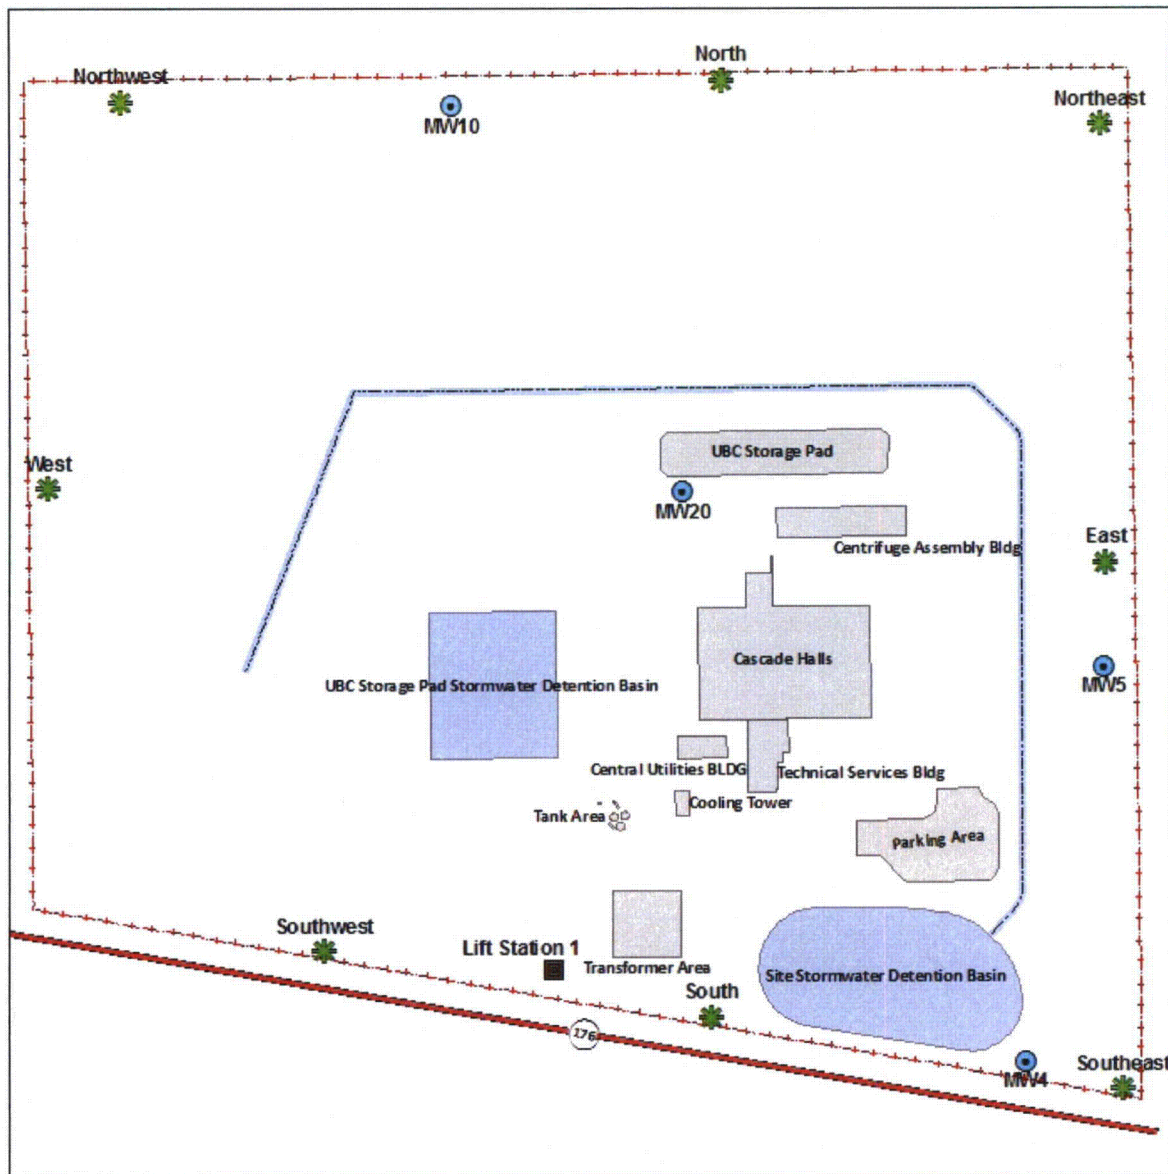 North
Northwest
Northeast
MW10
UBC Storage Pad
West
MW20
East
Centrifuge Assembly Bldg
Cascade Halls
MW5
UBC Storage Pad Stormwater Detention Basin
Central Utilities BLDG
Technical Services Bldg
Cooling Tower
Tank Area
Parking Area
Southwest
Lift Station 1
Transformer Area
Site Stormwater Detention Basin
South
176
MW4
Southeast